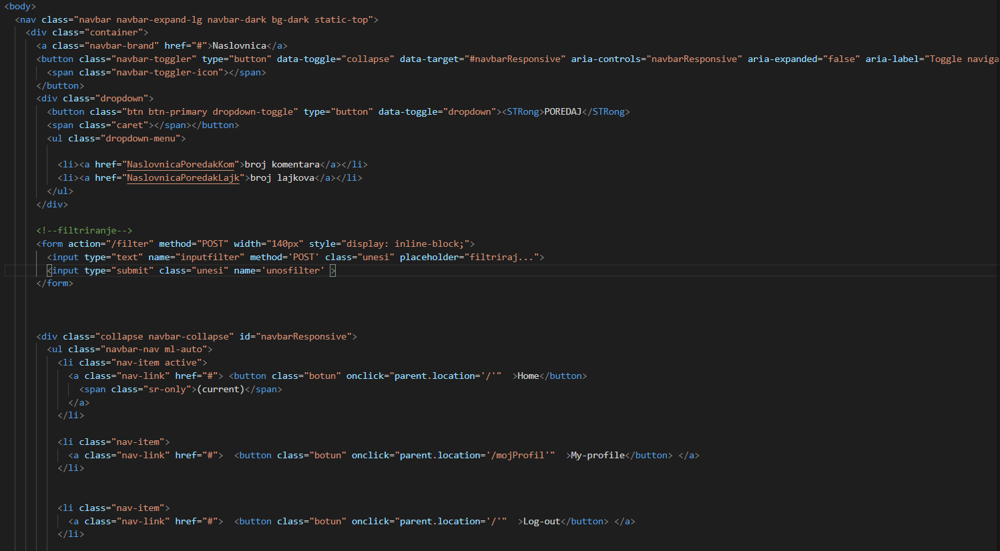 <body>
<nav class="navbar navbar-expand-lg navbar-dark bg-dark static-top">
<div class="container">
<a class="navbar-brand" href="#">Naslovnica</a>
<button class="navbar-toggler" type="button" data-toggle="collapse" data-target="#navbarResponsive" aria-controls="navbarResponsive" aria-expanded="false" aria-label="Toggle naviga
<span class="navbar-toggler-icon"></span>
</button>
<div class="dropdown">
<button class="btn btn-primary dropdown-toggle" type="button" data-toggle="dropdown"><STRong>POREDAJ</STRong>
<span class="caret"></span></button>
<ul class="dropdown-menu">
<li><a href="NaslovnicaPoredakKom">broj komentara</a></li>
<li><a href="NaslovnicaPoredakLajk">broj lajkova</a></li>
</ul>
</div>
<!--filtriranje-->
<form action="/filter" method="POST" width="140px" style="display: inline-block;">
<input type="text" name="inputfilter" method='POST' class="unesi" placeholder="filtriraj...">
<input type="submit" class="unesi" name='unosfilter' >
</form>
<div class="collapse navbar-collapse" id="navbarResponsive">
<ul class="navbar-nav ml-auto">
<li class="nav-item active">
<a class="nav-link" href="#"> <button class="botun" onclick="parent.location='/'"  >Home</button>
<span class="sr-only">(current)</span>
</a>
</li>
<li class="nav-item">
<a class="nav-link" href="#">  <button class="botun" onclick="parent.location='/mojProfil'"  >My-profile</button> </a>
</li>
<li class="nav-item">
<a class="nav-link" href="#">  <button class="botun" onclick="parent.location='/'"  >Log-out</button> </a>
</li>